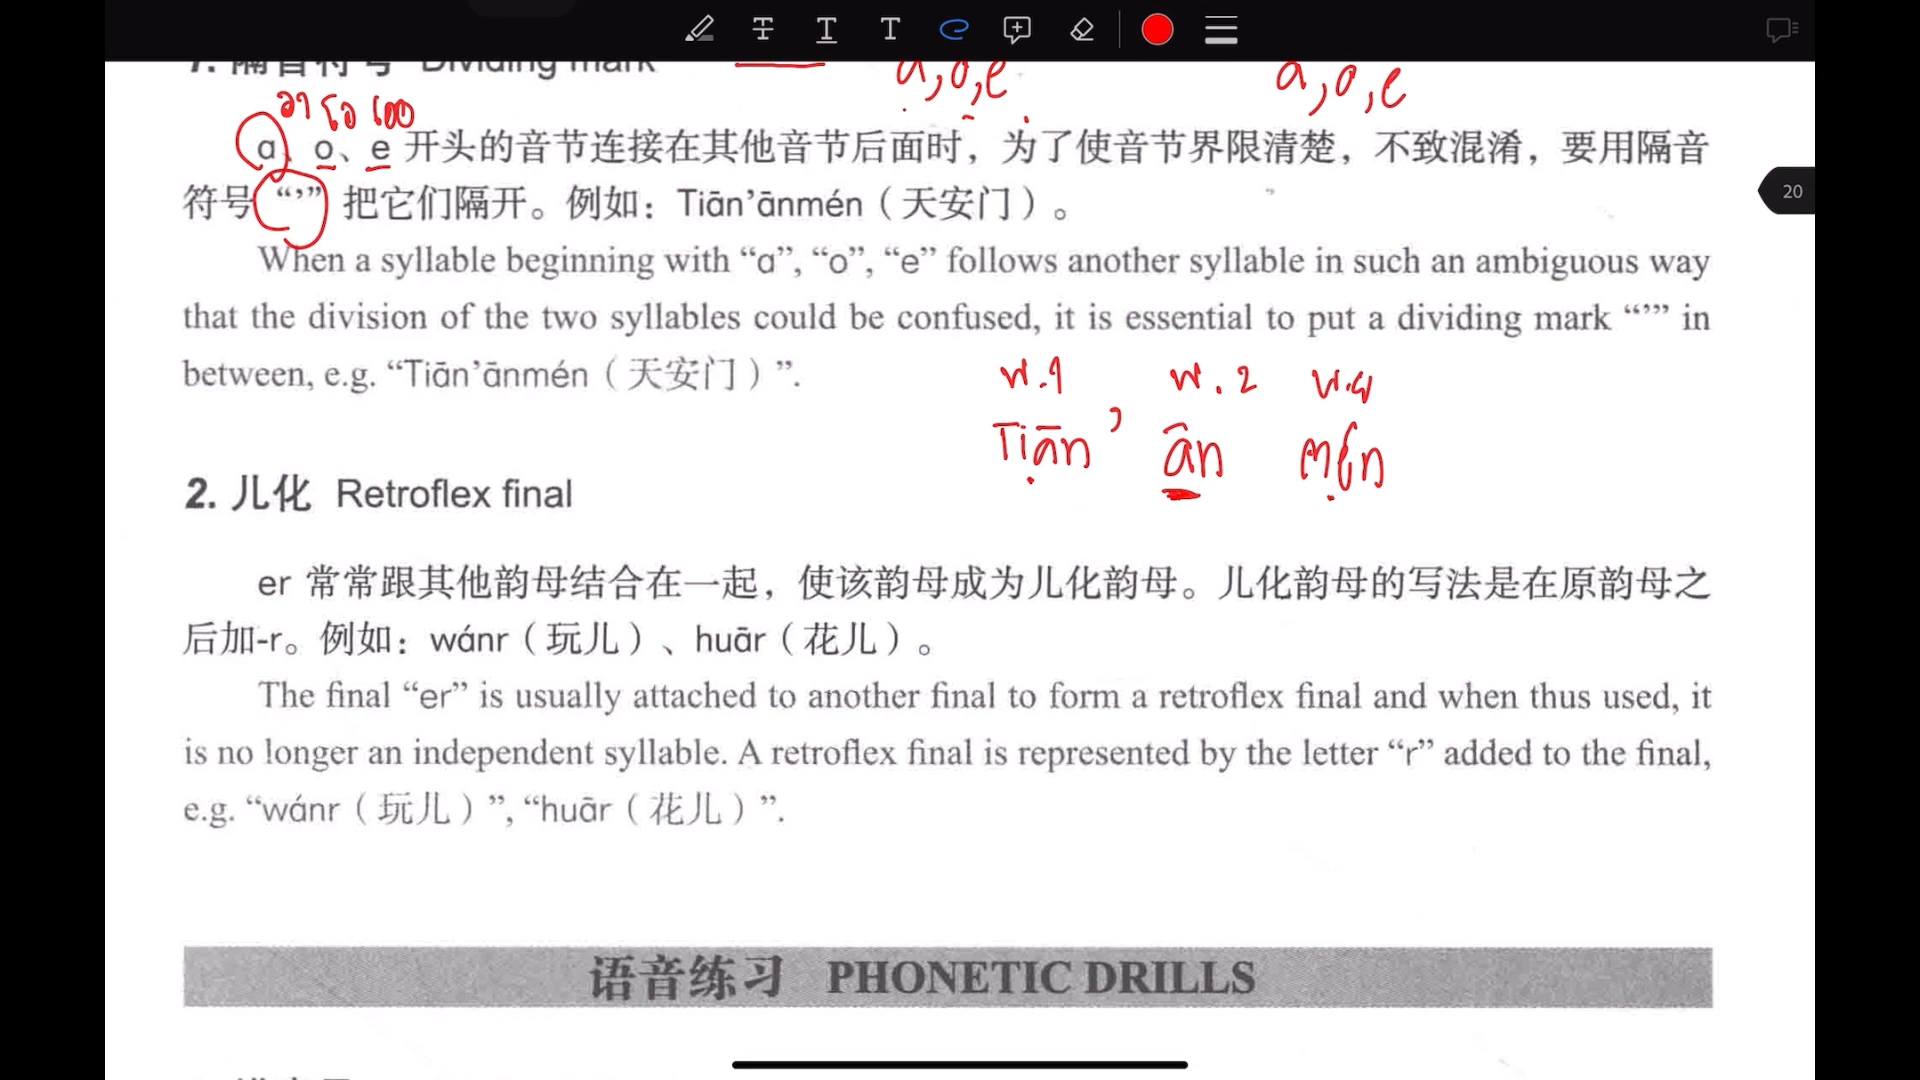 a, o, e
a, o, e
อา โอ เออ
a、o、e 开头的音节连接在其他音节后面时，为了使音节界限清楚，不致混淆，要用隔音
符号“ ’ ”把它们隔开。例如：Tiān’ānmén（天安门）。
When a syllable beginning with “a”, “o”, “e” follows another syllable in such an ambiguous way
that the division of the two syllables could be confused, it is essential to put a dividing mark “ ’ ” in
between, e.g. “Tiān’ānmén（天安门）”.
พ.1 พ.2
Tiān ’ ān mén
2. 儿化 Retroflex final
er 常常跟其他韵母结合在一起，使该韵母成为儿化韵母。儿化韵母的写法是在原韵母之
后加-r。例如：wánr（玩儿）、huār（花儿）。
The final “er” is usually attached to another final to form a retroflex final and when thus used, it
is no longer an independent syllable. A retroflex final is represented by the letter “r” added to the final,
e.g. “wánr（玩儿）”, “huār（花儿）”.
语音练习 PHONETIC DRILLS
20